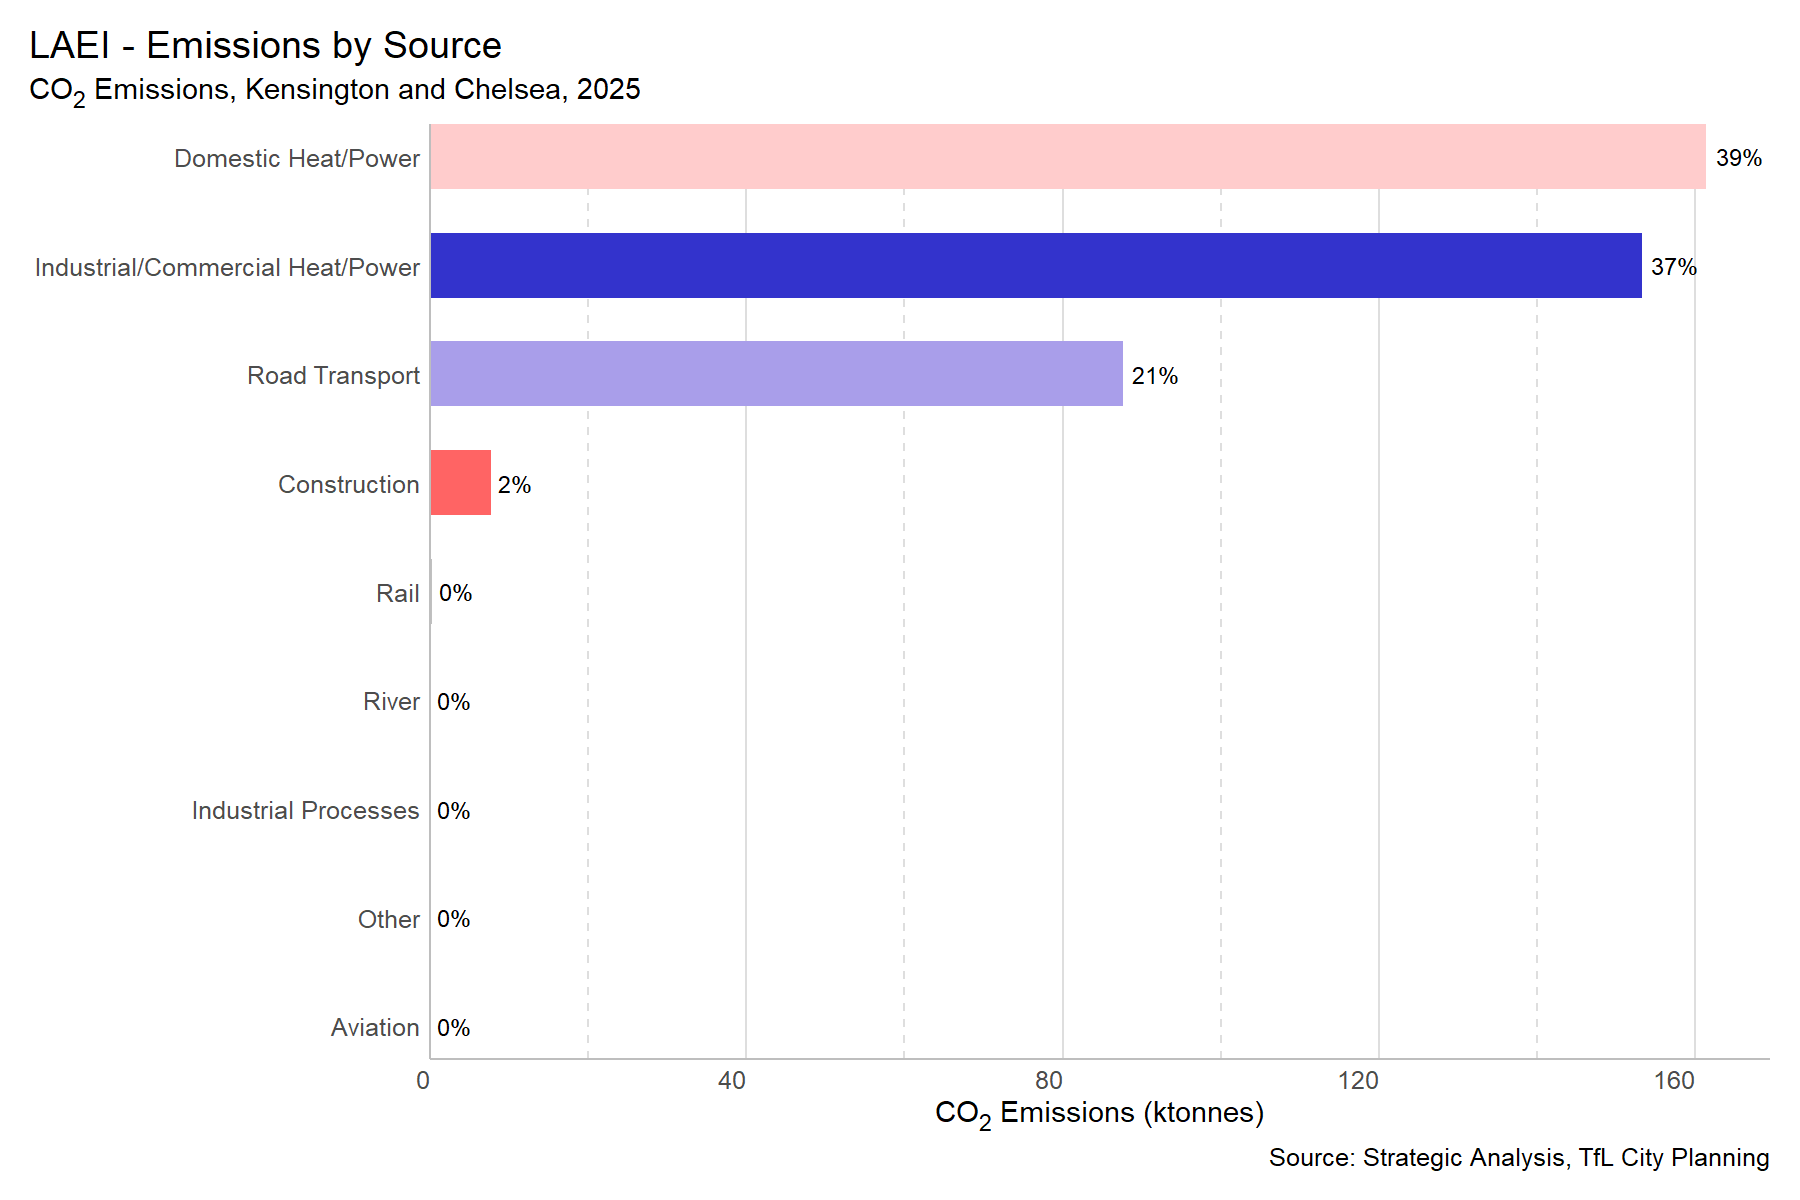 LAEI - Emissions by Source
CO₂ Emissions, Kensington and Chelsea, 2025
Domestic Heat/Power 39%
Industrial/Commercial Heat/Power 37%
Road Transport 21%
Construction 2%
Rail 0%
River 0%
Industrial Processes 0%
Other 0%
Aviation 0%
0 40 80 120 160
CO₂ Emissions (ktonnes)
Source: Strategic Analysis, TfL City Planning